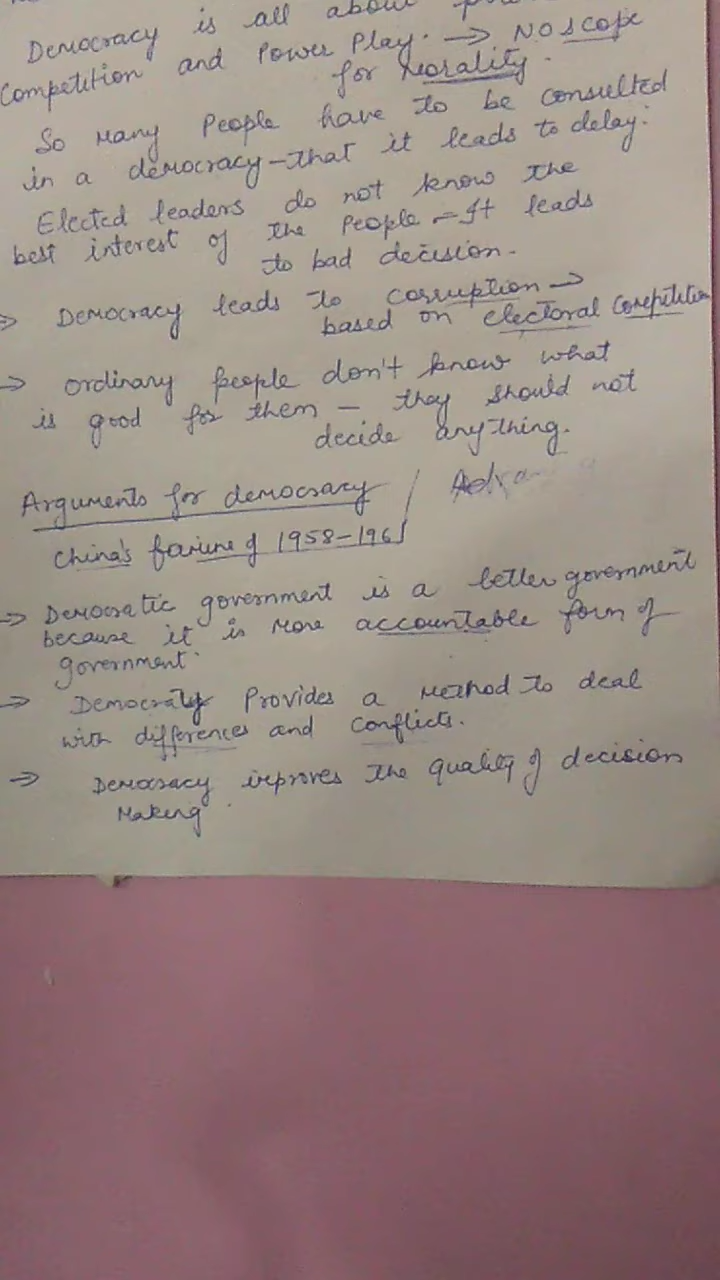 Democracy is all about
Competition and Power Play. → NO scope
for Morality.
So Many People have to be consulted
in a democracy - that it leads to delay.
Elected leaders do not know the
best interest of the People - It leads
to bad decision.
⇒ Democracy leads to corruption →
based on electoral competition
→ ordinary people don't know what
is good for them - they should not
decide anything.
Arguments for democracy /
China's famine of 1958-1961
⇒ Democratic government is a better government
because it is more accountable form of
government.
→ Democracy Provides a method to deal
with differences and conflicts.
⇒ Democracy improves the quality of decision
Making.